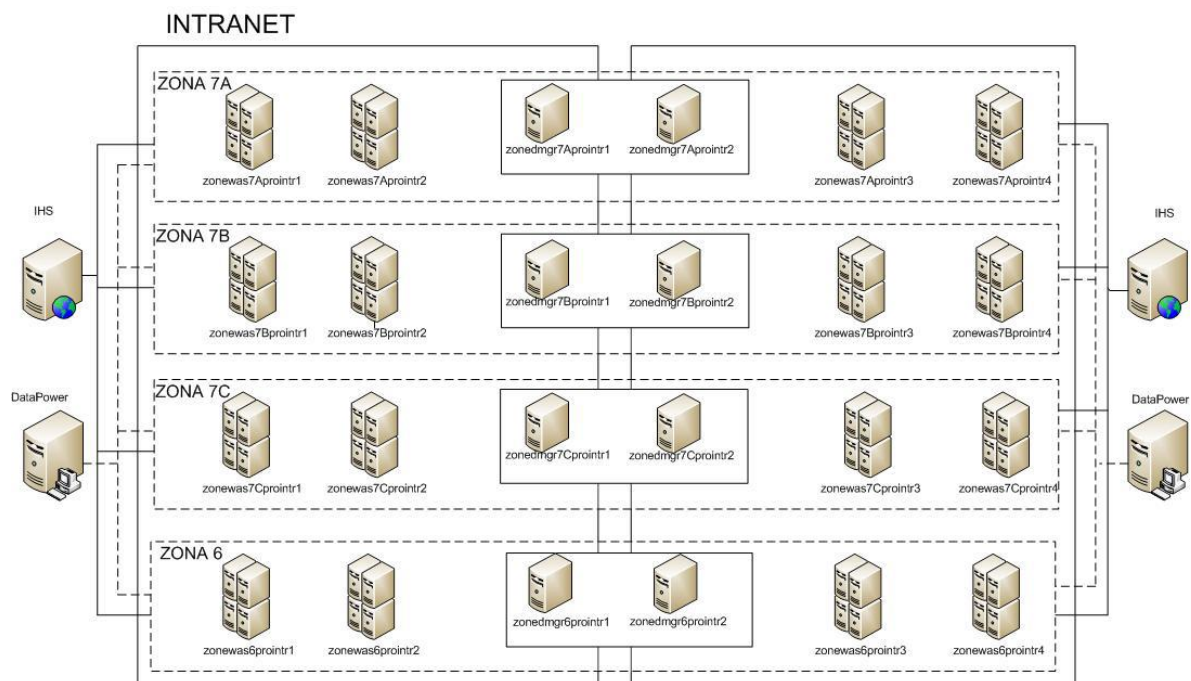 INTRANET
ZONA 7A
zonewas7Aprointr1
zonewas7Aprointr2
zonedmgr7Aprointr1
zonedmgr7Aprointr2
zonewas7Aprointr3
zonewas7Aprointr4
IHS
IHS
ZONA 7B
zonewas7Bprointr1
zonewas7Bprointr2
zonedmgr7Bprointr1
zonedmgr7Bprointr2
zonewas7Bprointr3
zonewas7Bprointr4
DataPower
DataPower
ZONA 7C
zonewas7Cprointr1
zonewas7Cprointr2
zonedmgr7Cprointr1
zonedmgr7Cprointr2
zonewas7Cprointr3
zonewas7Cprointr4
ZONA 6
zonewas6prointr1
zonewas6prointr2
zonedmgr6prointr1
zonedmgr6prointr2
zonewas6prointr3
zonewas6prointr4